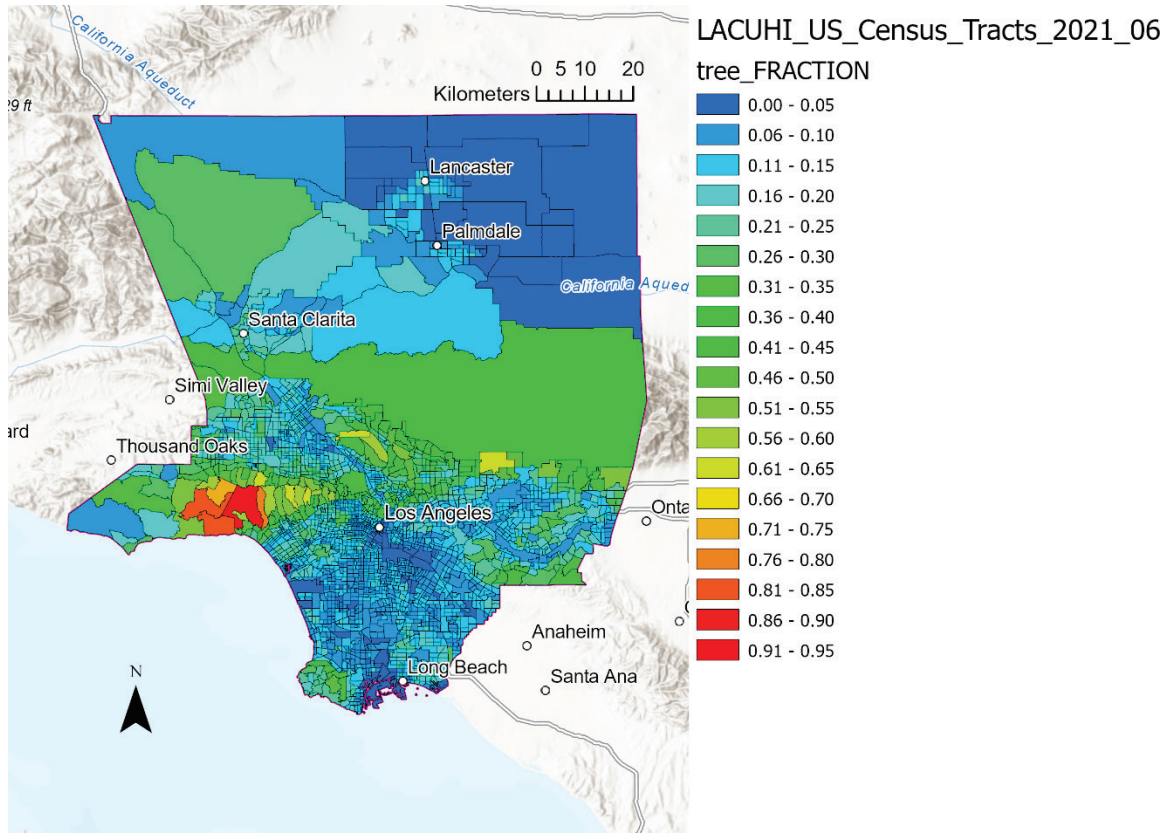 LACUHI_US_Census_Tracts_2021_06
tree_FRACTION
0.00 - 0.05
0.06 - 0.10
0.11 - 0.15
0.16 - 0.20
0.21 - 0.25
0.26 - 0.30
0.31 - 0.35
0.36 - 0.40
0.41 - 0.45
0.46 - 0.50
0.51 - 0.55
0.56 - 0.60
0.61 - 0.65
0.66 - 0.70
0.71 - 0.75
0.76 - 0.80
0.81 - 0.85
0.86 - 0.90
0.91 - 0.95
California Aqueduct
0 5 10 20
Kilometers
29 ft
Lancaster
Palmdale
California Aqued
Santa Clarita
Simi Valley
ard
Thousand Oaks
Los Angeles
Onta
Anaheim
N
Long Beach
Santa Ana